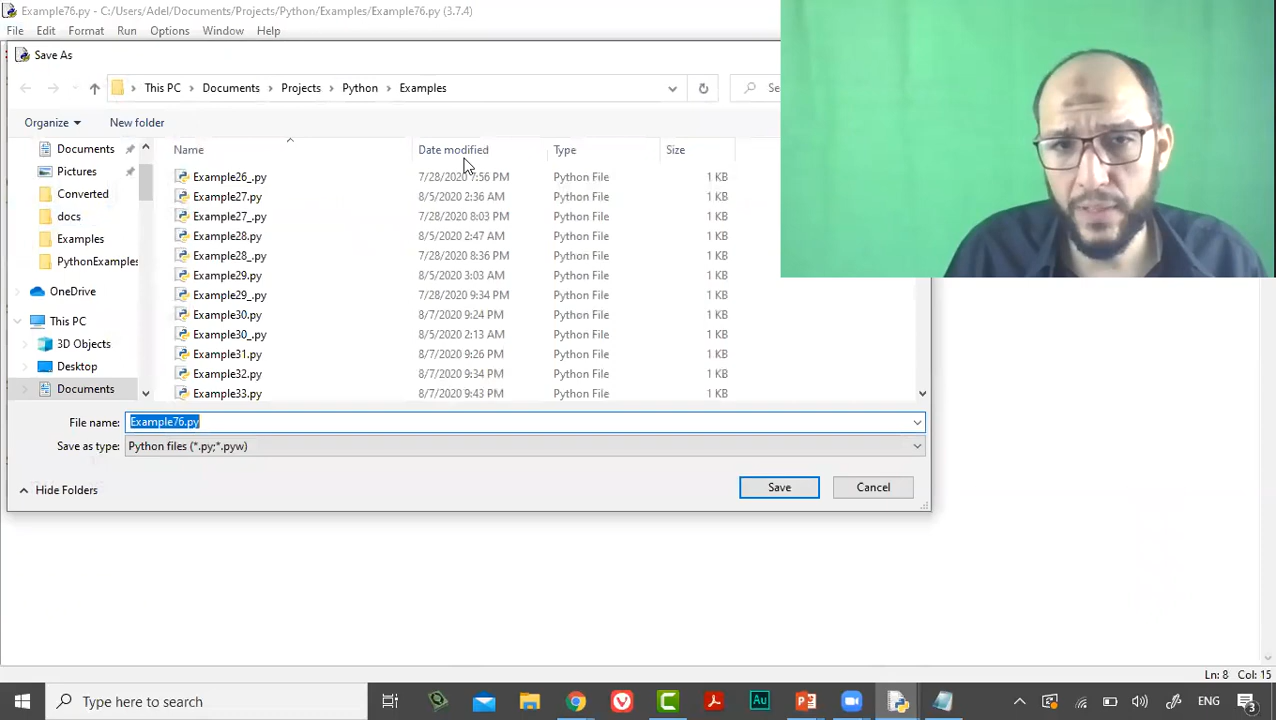 Example76.py - C:/Users/Adel/Documents/Projects/Python/Examples/Example76.py (3.7.4)
File Edit Format Run Options Window Help
Save As
This PC > Documents > Projects > Python > Examples
Organize New folder
Name Date modified Type Size
Documents
Pictures
Converted
docs
Examples
PythonExamples
OneDrive
This PC
3D Objects
Desktop
Documents
Example26_.py 7/28/2020 7:56 PM Python File 1 KB
Example27.py 8/5/2020 2:36 AM Python File 1 KB
Example27_.py 7/28/2020 8:03 PM Python File 1 KB
Example28.py 8/5/2020 2:47 AM Python File 1 KB
Example28_.py 7/28/2020 8:36 PM Python File 1 KB
Example29.py 8/5/2020 3:03 AM Python File 1 KB
Example29_.py 7/28/2020 9:34 PM Python File 1 KB
Example30.py 8/7/2020 9:24 PM Python File 1 KB
Example30_.py 8/5/2020 2:13 AM Python File 1 KB
Example31.py 8/7/2020 9:26 PM Python File 1 KB
Example32.py 8/7/2020 9:34 PM Python File 1 KB
Example33.py 8/7/2020 9:43 PM Python File 1 KB
File name: Example76.py
Save as type: Python files (*.py;*.pyw)
Hide Folders Save Cancel
Ln: 8 Col: 15
Type here to search
Au
ENG
3